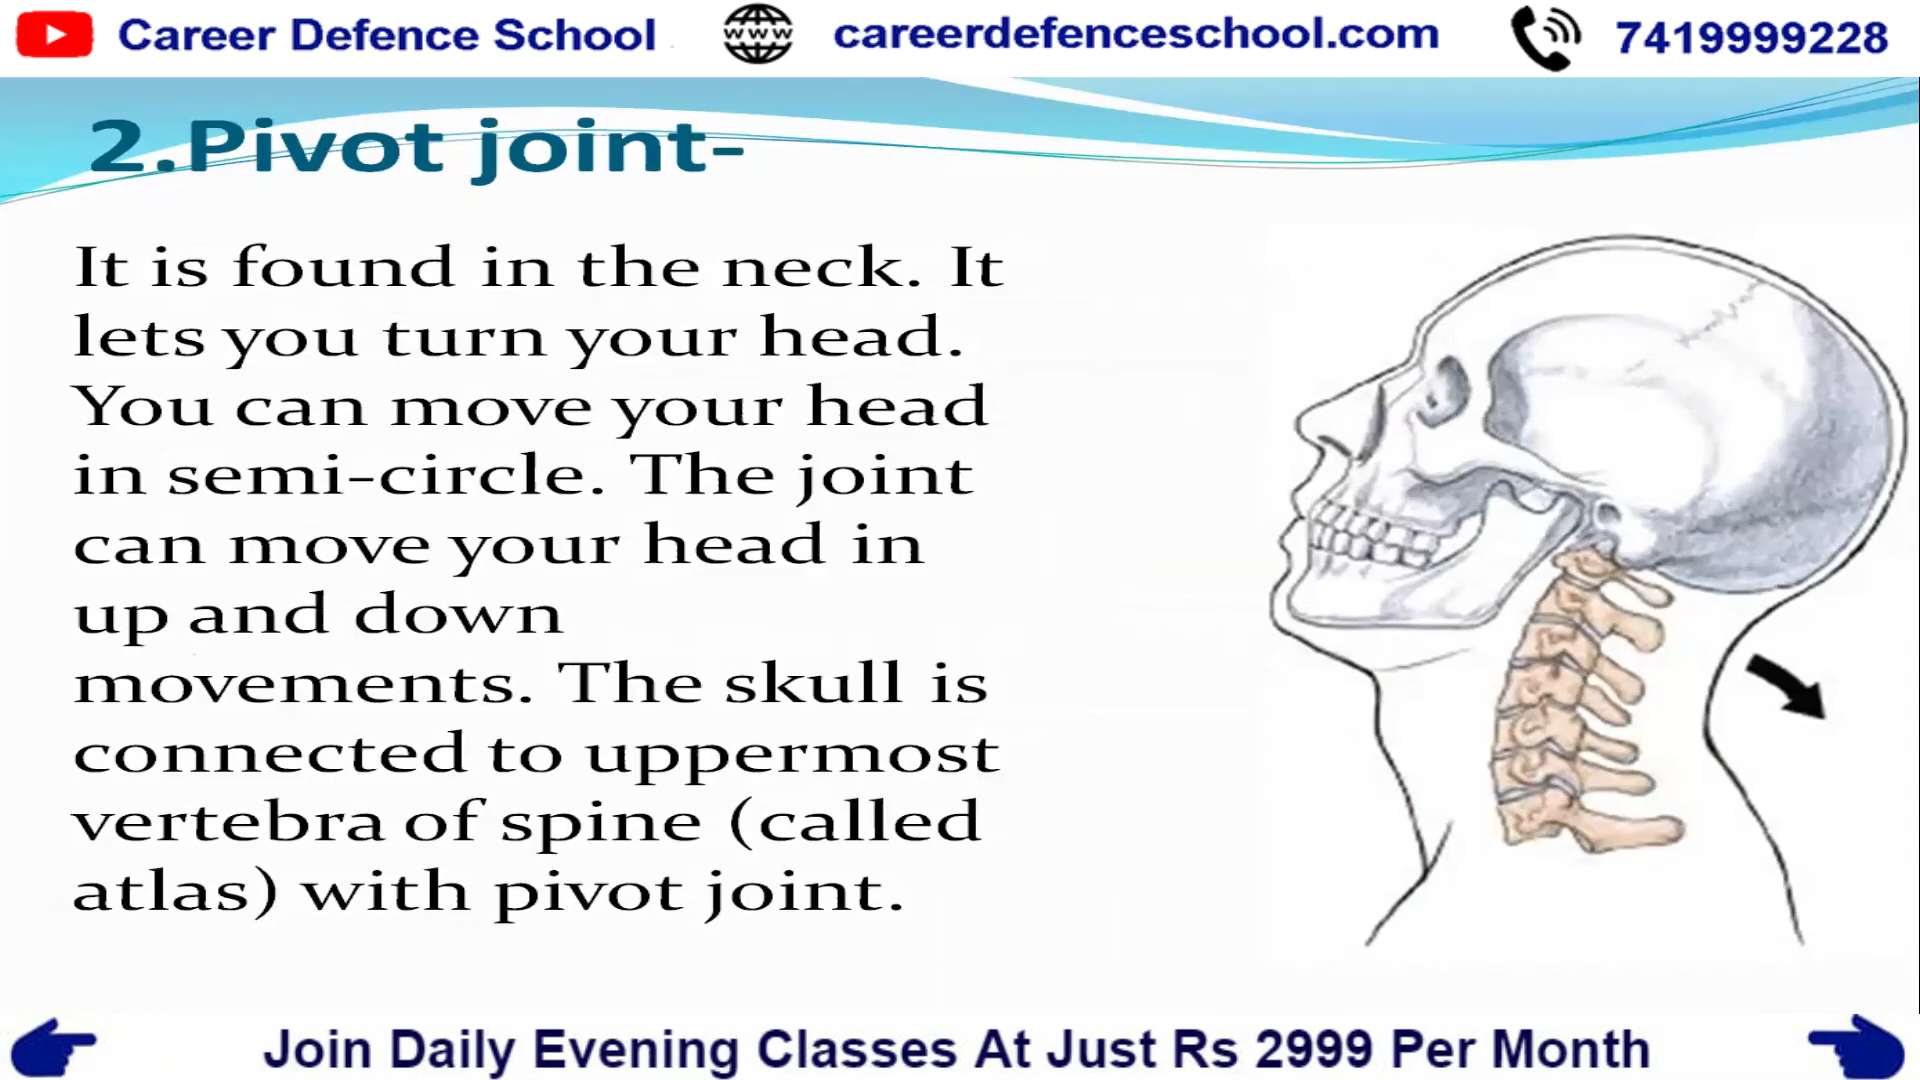 Career Defence School
www
careerdefenceschool.com
7419999228
2.Pivot joint-
It is found in the neck. It
lets you turn your head.
You can move your head
in semi-circle. The joint
can move your head in
up and down
movements. The skull is
connected to uppermost
vertebra of spine (called
atlas) with pivot joint.
Join Daily Evening Classes At Just Rs 2999 Per Month